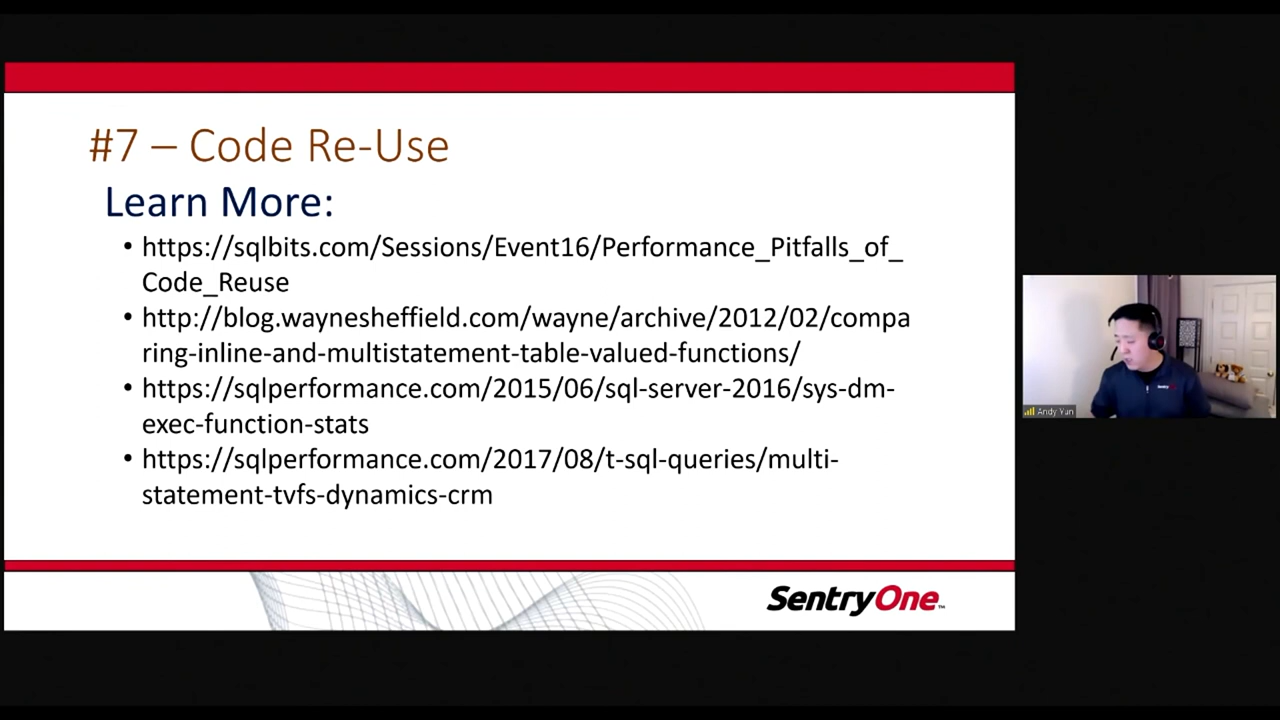 #7 – Code Re-Use
Learn More:
• https://sqlbits.com/Sessions/Event16/Performance_Pitfalls_of_
Code_Reuse
• http://blog.waynesheffield.com/wayne/archive/2012/02/compa
ring-inline-and-multistatement-table-valued-functions/
• https://sqlperformance.com/2015/06/sql-server-2016/sys-dm-
exec-function-stats
• https://sqlperformance.com/2017/08/t-sql-queries/multi-
statement-tvfs-dynamics-crm
SentryOne™
Andy Yun